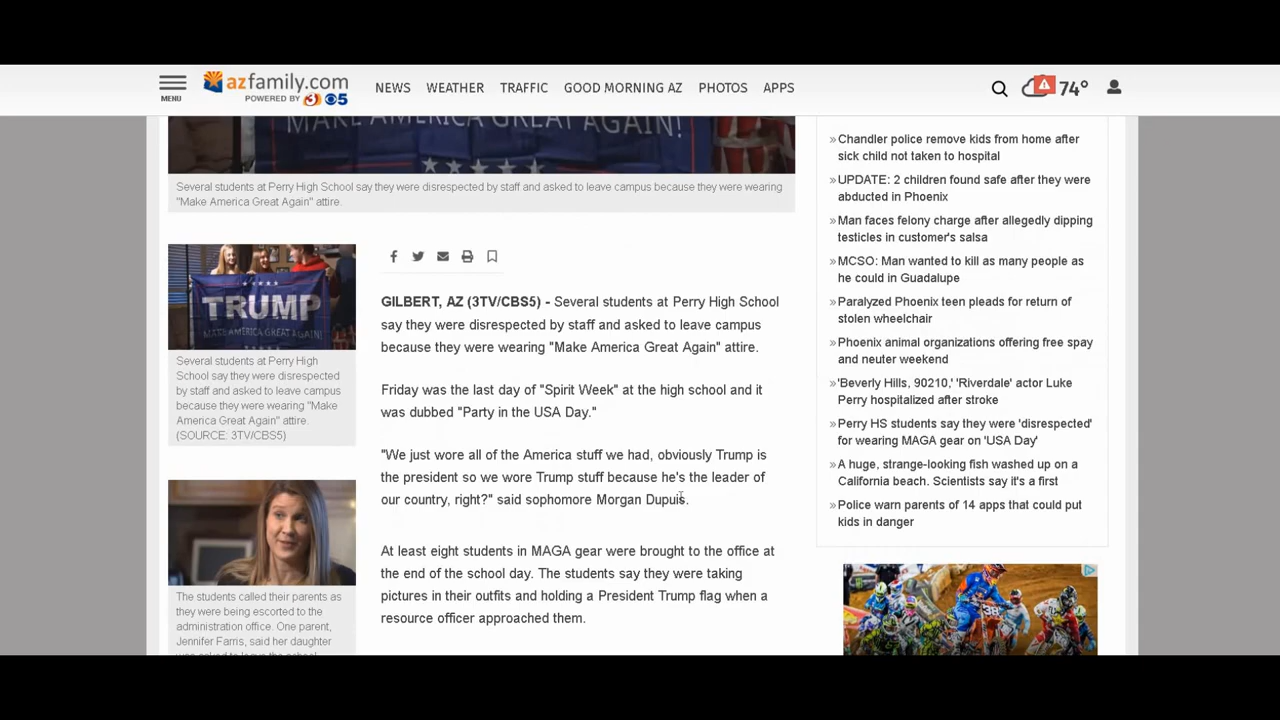 MENU
azfamily.com
POWERED BY 3 5
NEWS WEATHER TRAFFIC GOOD MORNING AZ PHOTOS APPS
74°
MAKE AMERICA GREAT AGAIN!
Several students at Perry High School say they were disrespected by staff and asked to leave campus because they were wearing
"Make America Great Again" attire.
TRUMP
MAKE AMERICA GREAT AGAIN!
Several students at Perry High
School say they were disrespected
by staff and asked to leave campus
because they were wearing "Make
America Great Again" attire.
(SOURCE: 3TV/CBS5)
The students called their parents as
they were being escorted to the
administration office. One parent,
Jennifer Farris, said her daughter
was asked to leave the school
GILBERT, AZ (3TV/CBS5) - Several students at Perry High School
say they were disrespected by staff and asked to leave campus
because they were wearing "Make America Great Again" attire.
Friday was the last day of "Spirit Week" at the high school and it
was dubbed "Party in the USA Day."
"We just wore all of the America stuff we had, obviously Trump is
the president so we wore Trump stuff because he's the leader of
our country, right?" said sophomore Morgan Dupuis.
At least eight students in MAGA gear were brought to the office at
the end of the school day. The students say they were taking
pictures in their outfits and holding a President Trump flag when a
resource officer approached them.
» Chandler police remove kids from home after
sick child not taken to hospital
» UPDATE: 2 children found safe after they were
abducted in Phoenix
» Man faces felony charge after allegedly dipping
testicles in customer's salsa
» MCSO: Man wanted to kill as many people as
he could in Guadalupe
» Paralyzed Phoenix teen pleads for return of
stolen wheelchair
» Phoenix animal organizations offering free spay
and neuter weekend
» 'Beverly Hills, 90210,' 'Riverdale' actor Luke
Perry hospitalized after stroke
» Perry HS students say they were 'disrespected'
for wearing MAGA gear on 'USA Day'
» A huge, strange-looking fish washed up on a
California beach. Scientists say it's a first
» Police warn parents of 14 apps that could put
kids in danger